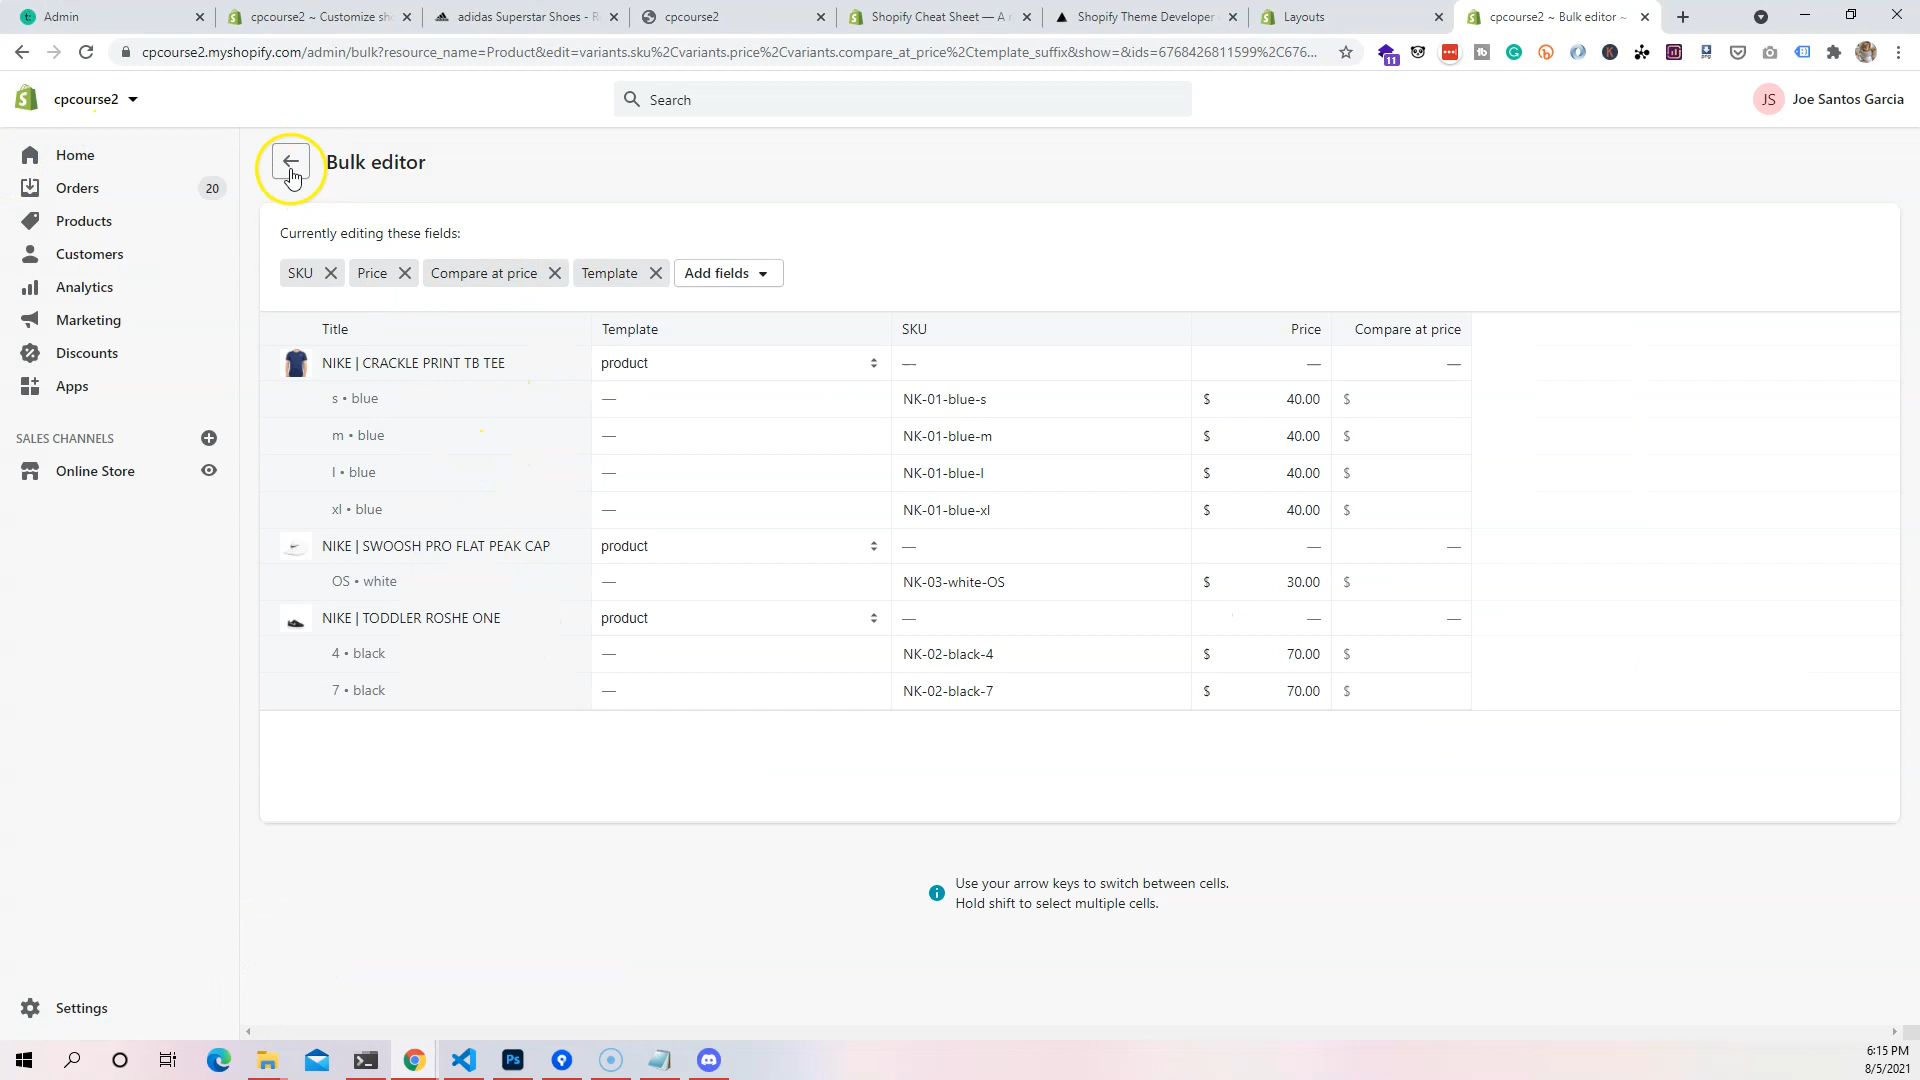 Admin
cpcourse2 ~ Customize sho
adidas Superstar Shoes - R
cpcourse2
Shopify Cheat Sheet — A r
Shopify Theme Developer
Layouts
cpcourse2 ~ Bulk editor ~
cpcourse2.myshopify.com/admin/bulk?resource_name=Product&edit=variants.sku%2Cvariants.price%2Cvariants.compare_at_price%2Ctemplate_suffix&show=&ids=6768426811599%2C676...
11
cpcourse2
Search
JS Joe Santos Garcia
Home
Orders 20
Products
Customers
Analytics
Marketing
Discounts
Apps
SALES CHANNELS
Online Store
Settings
Bulk editor
Currently editing these fields:
SKU Price Compare at price Template Add fields
Title Template SKU Price Compare at price
NIKE | CRACKLE PRINT TB TEE product — — —
s • blue — NK-01-blue-s $ 40.00 $
m • blue — NK-01-blue-m $ 40.00 $
l • blue — NK-01-blue-l $ 40.00 $
xl • blue — NK-01-blue-xl $ 40.00 $
NIKE | SWOOSH PRO FLAT PEAK CAP product — — —
OS • white — NK-03-white-OS $ 30.00 $
NIKE | TODDLER ROSHE ONE product — — —
4 • black — NK-02-black-4 $ 70.00 $
7 • black — NK-02-black-7 $ 70.00 $
Use your arrow keys to switch between cells.
Hold shift to select multiple cells.
Ps
6:15 PM
8/5/2021